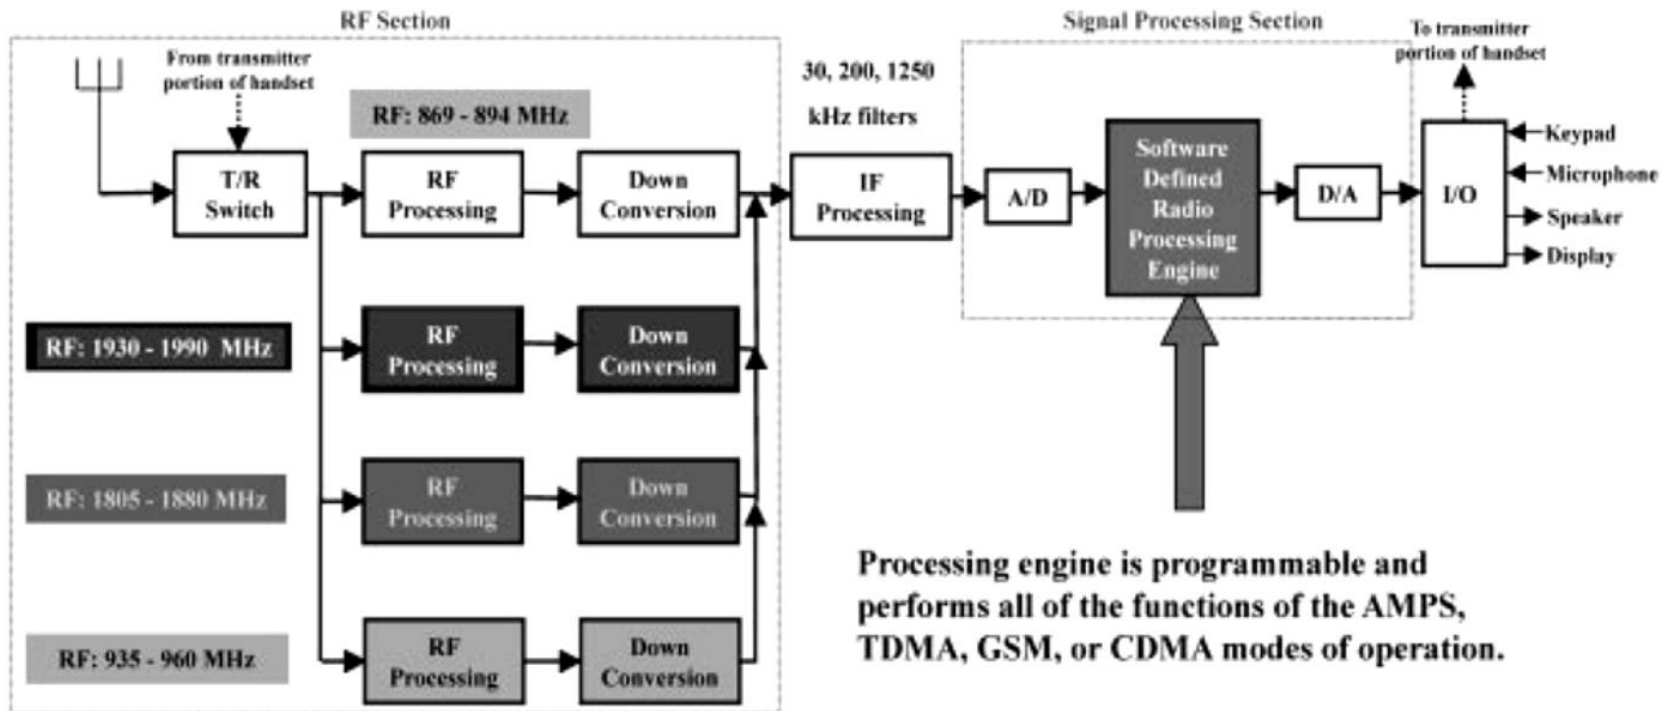 RF Section
Signal Processing Section
To transmitter
portion of handset
From transmitter
portion of handset
30, 200, 1250
kHz filters
RF: 869 - 894 MHz
T/R
Switch
RF
Processing
Down
Conversion
IF
Processing
A/D
Software
Defined
Radio
Processing
Engine
D/A
I/O
Keypad
Microphone
Speaker
Display
RF: 1930 - 1990 MHz
RF
Processing
Down
Conversion
RF: 1805 - 1880 MHz
RF
Processing
Down
Conversion
RF: 935 - 960 MHz
RF
Processing
Down
Conversion
Processing engine is programmable and
performs all of the functions of the AMPS,
TDMA, GSM, or CDMA modes of operation.